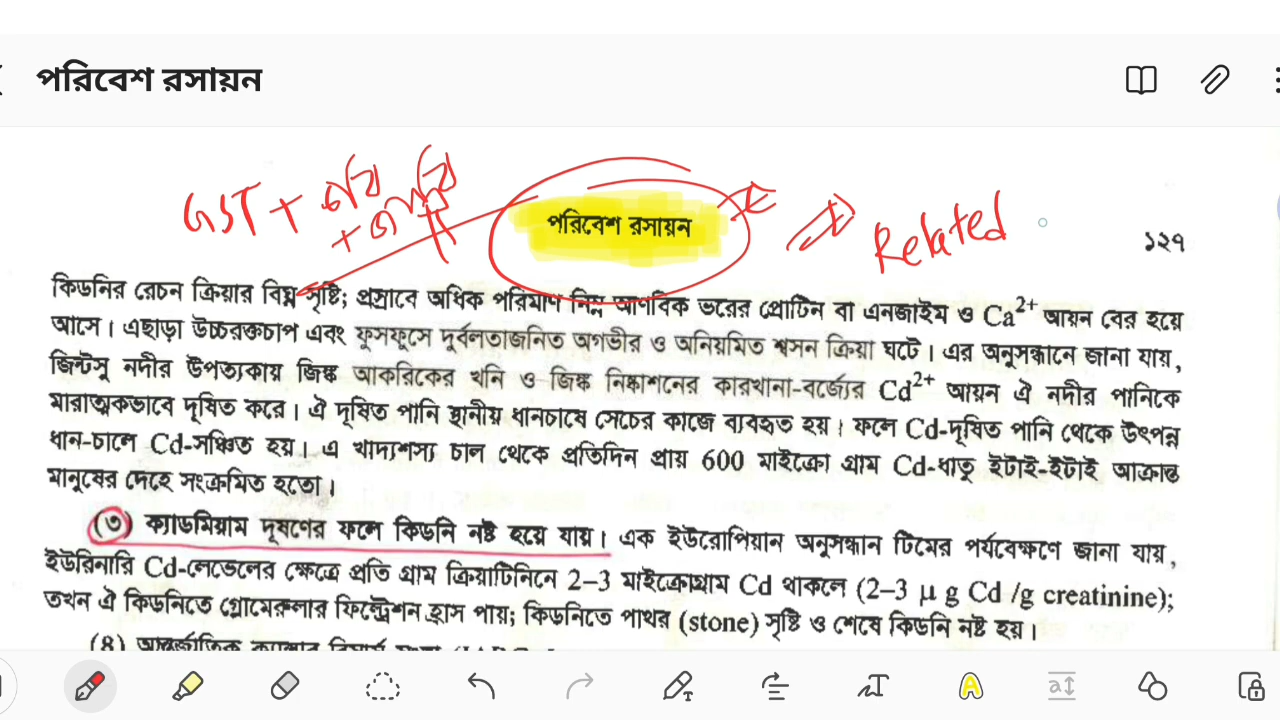 পরিবেশ রসায়ন
GST +
+
পরিবেশ রসায়ন
Related
১২৭
কিডনির রেচন ক্রিয়ার বিঘ্ন সৃষ্টি; প্রস্রাবে অধিক পরিমাণ নিম্ন আণবিক ভরের প্রোটিন বা এনজাইম ও Ca²⁺ আয়ন বের হয়ে
আসে। এছাড়া উচ্চরক্তচাপ এবং ফুসফুসে দুর্বলতাজনিত অগভীর ও অনিয়মিত শ্বসন ক্রিয়া ঘটে। এর অনুসন্ধানে জানা যায়,
জিন্টসু নদীর উপত্যকায় জিঙ্ক আকরিকের খনি ও জিঙ্ক নিষ্কাশনের কারখানা-বর্জ্যের Cd²⁺ আয়ন ঐ নদীর পানিকে
মারাত্মকভাবে দূষিত করে। ঐ দূষিত পানি স্থানীয় ধানচাষে সেচের কাজে ব্যবহৃত হয়। ফলে Cd-দূষিত পানি থেকে উৎপন্ন
ধান-চালে Cd-সঞ্চিত হয়। এ খাদ্যশস্য চাল থেকে প্রতিদিন প্রায় 600 মাইক্রো গ্রাম Cd-ধাতু ইটাই-ইটাই আক্রান্ত
মানুষের দেহে সংক্রমিত হতো।
(৩) ক্যাডমিয়াম দূষণের ফলে কিডনি নষ্ট হয়ে যায়। এক ইউরোপিয়ান অনুসন্ধান টিমের পর্যবেক্ষণে জানা যায়,
ইউরিনারি Cd-লেভেলের ক্ষেত্রে প্রতি গ্রাম ক্রিয়াটিনিনে 2–3 মাইক্রোগ্রাম Cd থাকলে (2–3 μ g Cd /g creatinine);
তখন ঐ কিডনিতে গ্লোমেরুলার ফিল্ট্রেশন হ্রাস পায়; কিডনিতে পাথর (stone) সৃষ্টি ও শেষে কিডনি নষ্ট হয়।